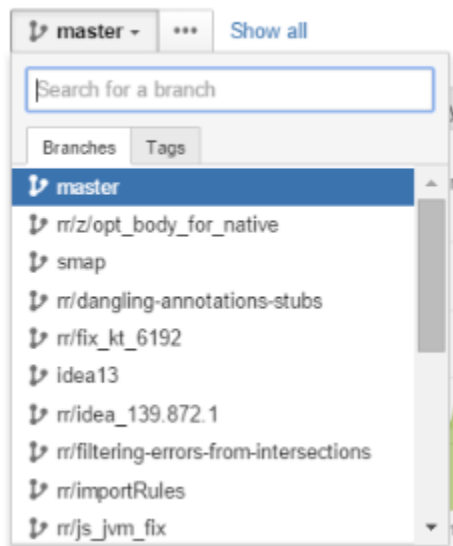 master ... Show all
Search for a branch
Branches Tags
master
rr/z/opt_body_for_native
smap
rr/dangling-annotations-stubs
rr/fix_kt_6192
idea13
rr/idea_139.872.1
rr/filtering-errors-from-intersections
rr/importRules
rr/js_jvm_fix